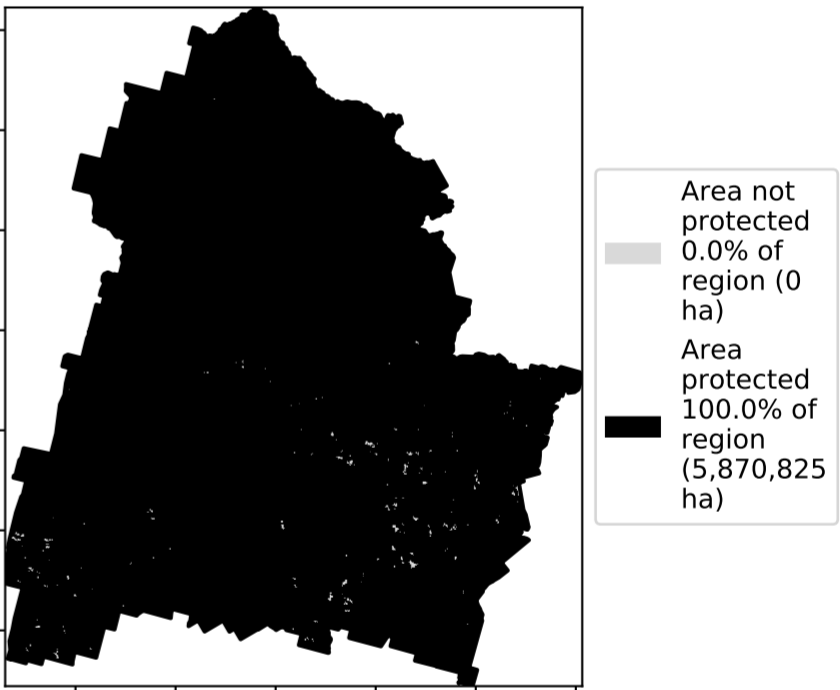 Area not
protected
0.0% of
region (0
ha)
Area
protected
100.0% of
region
(5,870,825
ha)